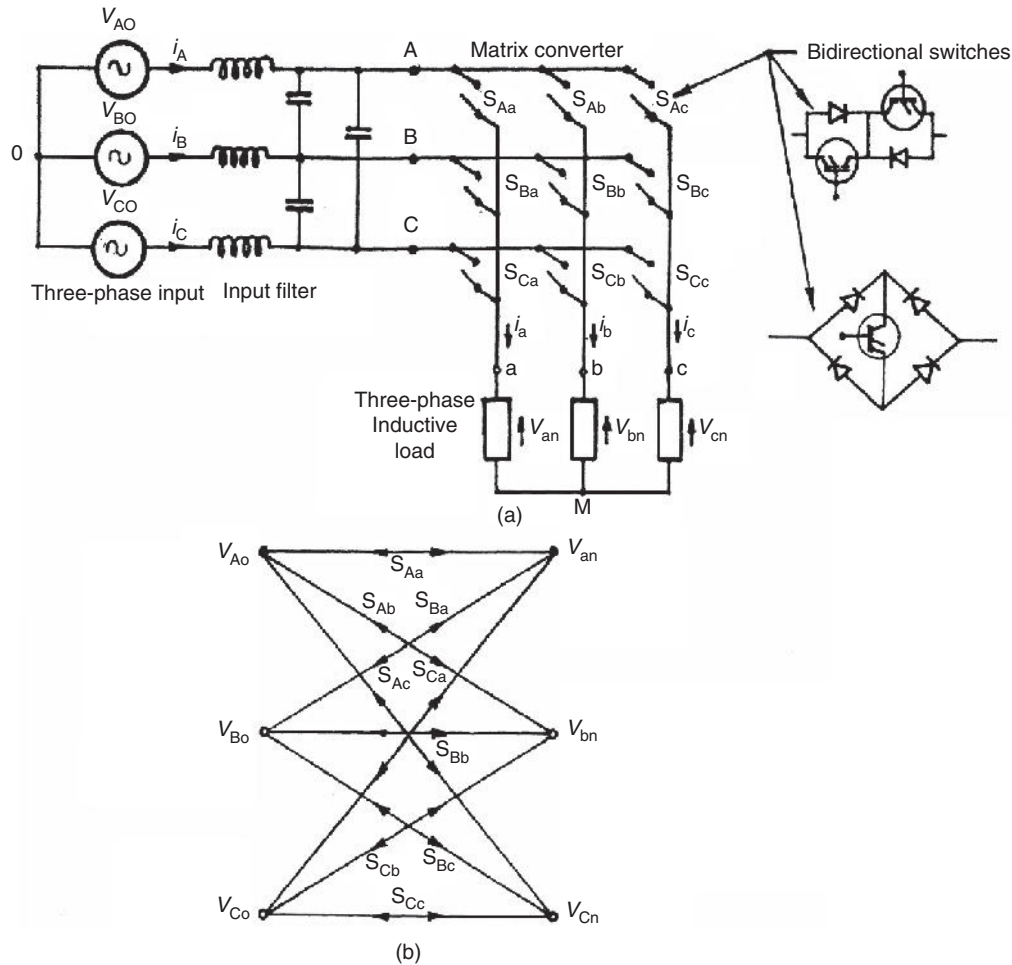 V_AO
i_A
A
Matrix converter
Bidirectional switches
S_Aa
S_Ab
S_Ac
V_BO
0
i_B
B
S_Ba
S_Bb
S_Bc
V_CO
i_C
C
S_Ca
S_Cb
S_Cc
Three-phase input
Input filter
i_a
i_b
i_c
a
b
c
Three-phase
Inductive
load
V_an
V_bn
V_cn
M
(a)
V_Ao
V_an
S_Aa
S_Ab
S_Ba
S_Ac
S_Ca
V_Bo
V_bn
S_Bb
S_Cb
S_Bc
V_Co
S_Cc
V_Cn
(b)